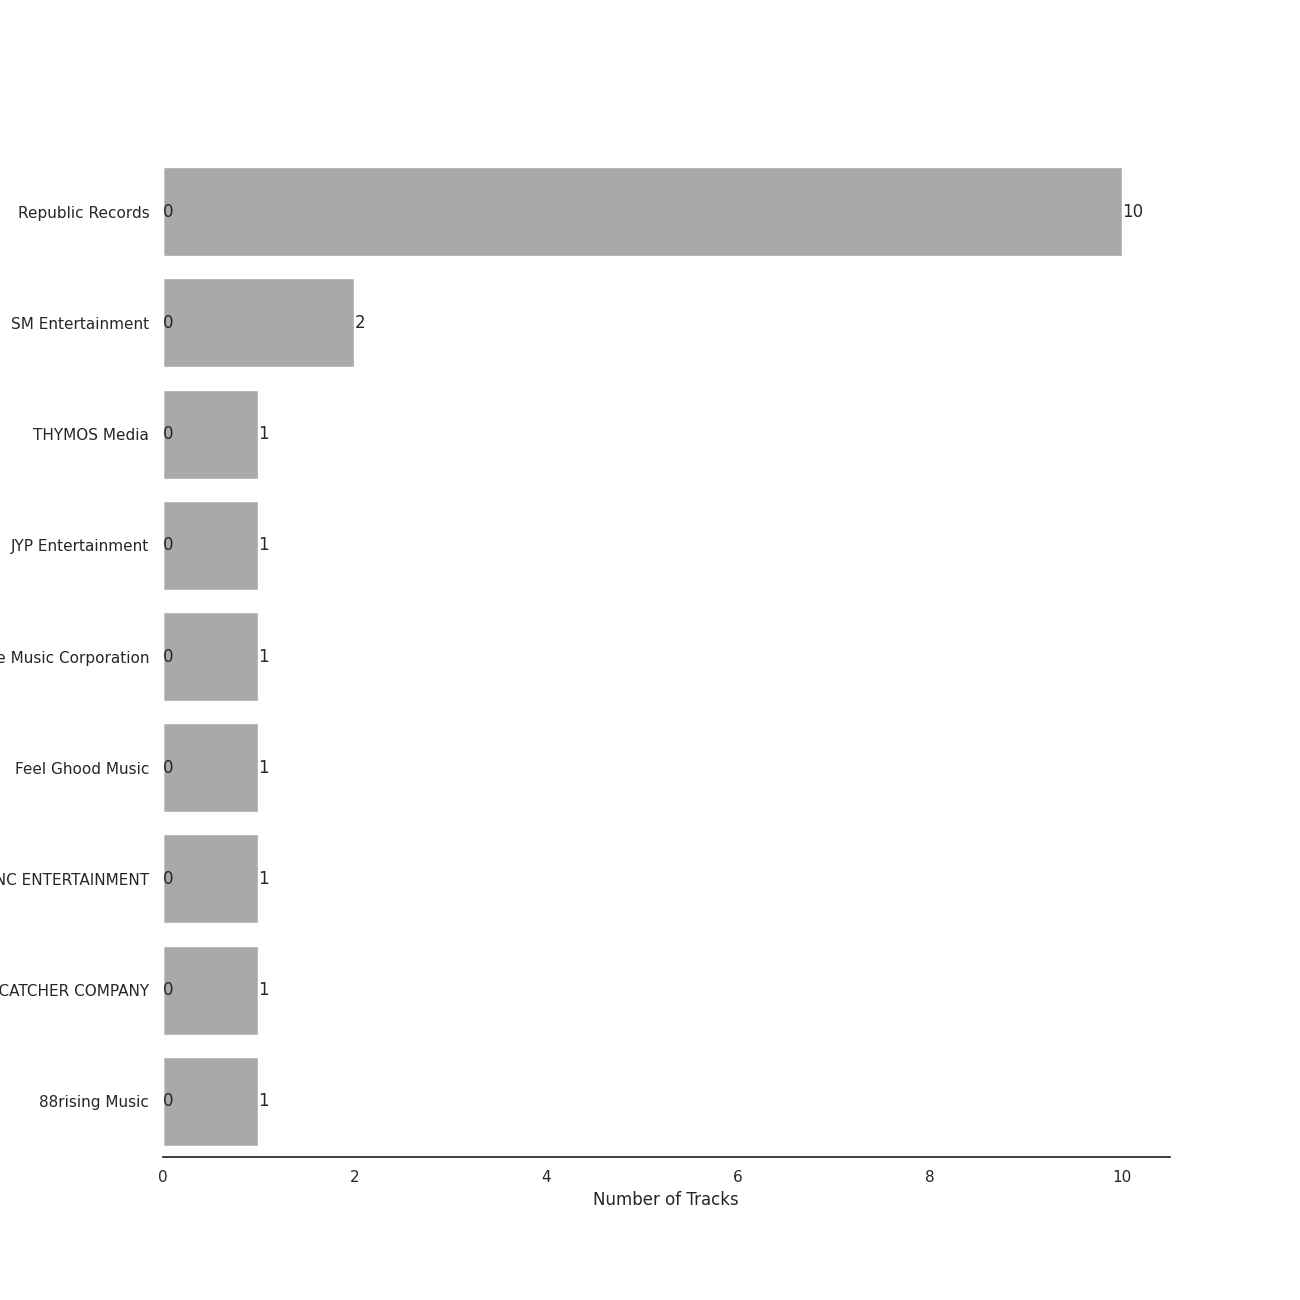 Republic Records 0 10
SM Entertainment 0 2
THYMOS Media 0 1
JYP Entertainment 0 1
Music Corporation 0 1
Feel Ghood Music 0 1
ENTERTAINMENT 0 1
CATCHER COMPANY 0 1
88rising Music 0 1
0 2 4 6 8 10
Number of Tracks